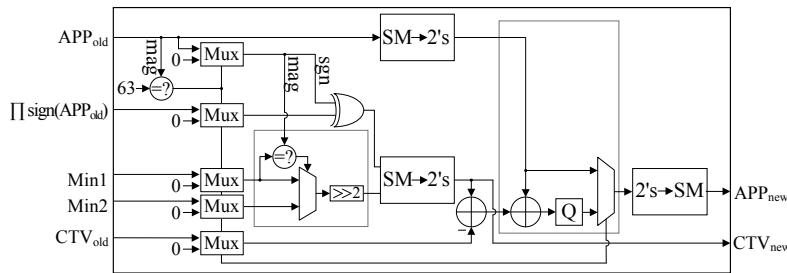 APP_old
SM→2's
mag
0 Mux
mag
sgn
63 =?
∏ sign(APP_old)
0 Mux
=?
Min1
0 Mux
>>2
SM→2's
2's→SM
APP_new
Min2
0 Mux
Q
CTV_old
0 Mux
−
CTV_new